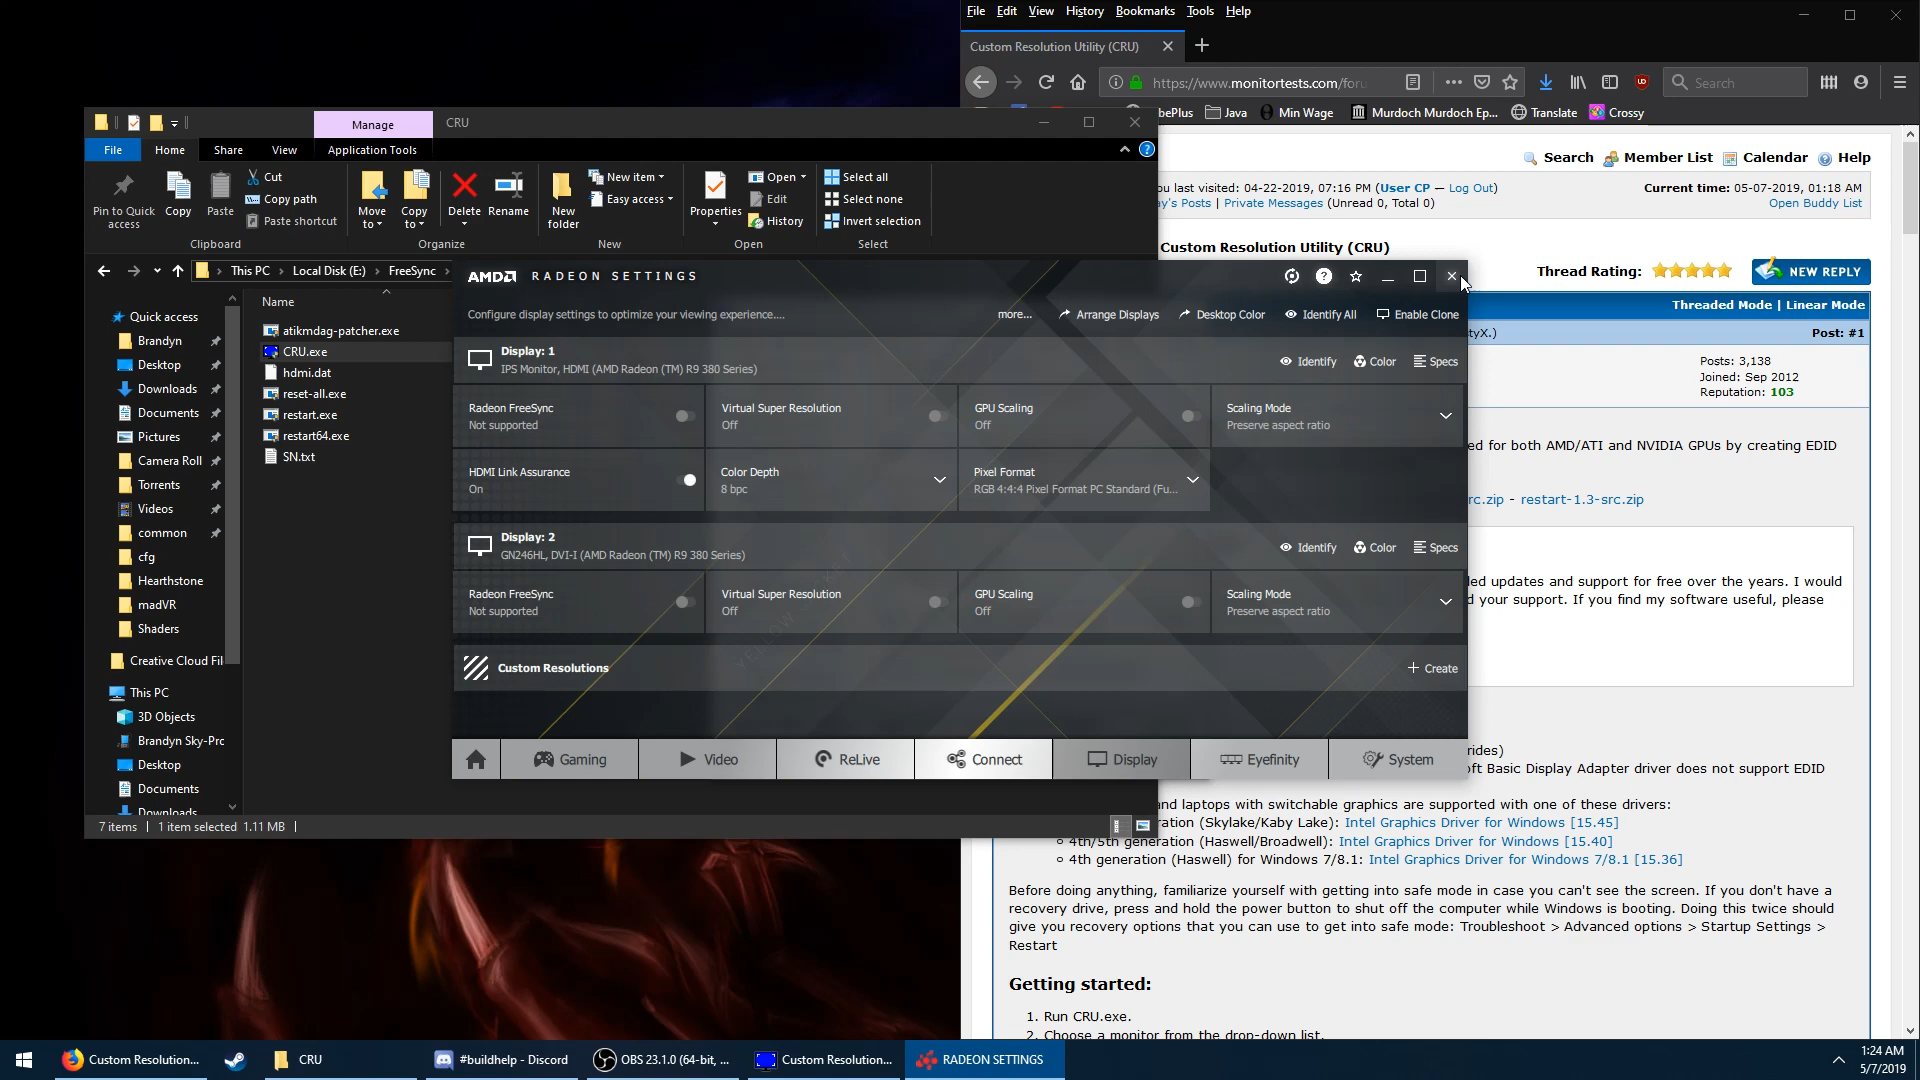 File Edit View History Bookmarks Tools Help
Custom Resolution Utility (CRU)
https://www.monitortests.com/foru
Search
bePlus Java Min Wage Murdoch Murdoch Ep... Translate Crossy
Manage CRU
File Home Share View Application Tools
Pin to Quick access
Copy
Paste
Cut
Copy path
Paste shortcut
Clipboard
Move to
Copy to
Delete
Rename
Organize
New folder
New item
Easy access
New
Properties
Open
Edit
History
Open
Select all
Select none
Invert selection
Select
This PC Local Disk (E:) FreeSync
Name
Quick access
Brandyn
Desktop
Downloads
Documents
Pictures
Camera Roll
Torrents
Videos
common
cfg
Hearthstone
madVR
Shaders
Creative Cloud Fil
This PC
3D Objects
Brandyn Sky-Prc
Desktop
Documents
Downloads
atikmdag-patcher.exe
CRU.exe
hdmi.dat
reset-all.exe
restart.exe
restart64.exe
SN.txt
7 items 1 item selected 1.11 MB
AMD RADEON SETTINGS
Configure display settings to optimize your viewing experience....
more... Arrange Displays Desktop Color Identify All Enable Clone
Display: 1
IPS Monitor, HDMI (AMD Radeon (TM) R9 380 Series)
Identify Color Specs
Radeon FreeSync
Not supported
Virtual Super Resolution
Off
GPU Scaling
Off
Scaling Mode
Preserve aspect ratio
HDMI Link Assurance
On
Color Depth
8 bpc
Pixel Format
RGB 4:4:4 Pixel Format PC Standard (Fu...
Display: 2
GN246HL, DVI-I (AMD Radeon (TM) R9 380 Series)
Identify Color Specs
Radeon FreeSync
Not supported
Virtual Super Resolution
Off
GPU Scaling
Off
Scaling Mode
Preserve aspect ratio
Custom Resolutions
+ Create
Gaming Video ReLive Connect Display Eyefinity System
Search Member List Calendar Help
ou last visited: 04-22-2019, 07:16 PM (User CP — Log Out)
Current time: 05-07-2019, 01:18 AM
ay's Posts | Private Messages (Unread 0, Total 0)
Open Buddy List
Custom Resolution Utility (CRU)
Thread Rating:
NEW REPLY
Threaded Mode | Linear Mode
tyX.) Post: #1
Posts: 3,138
Joined: Sep 2012
Reputation: 103
ed for both AMD/ATI and NVIDIA GPUs by creating EDID
rc.zip - restart-1.3-src.zip
led updates and support for free over the years. I would
d your support. If you find my software useful, please
rides)
oft Basic Display Adapter driver does not support EDID
nd laptops with switchable graphics are supported with one of these drivers:
ration (Skylake/Kaby Lake): Intel Graphics Driver for Windows [15.45]
4th/5th generation (Haswell/Broadwell): Intel Graphics Driver for Windows [15.40]
4th generation (Haswell) for Windows 7/8.1: Intel Graphics Driver for Windows 7/8.1 [15.36]
Before doing anything, familiarize yourself with getting into safe mode in case you can't see the screen. If you don't have a
recovery drive, press and hold the power button to shut off the computer while Windows is booting. Doing this twice should
give you recovery options that you can use to get into safe mode: Troubleshoot > Advanced options > Startup Settings >
Restart
Getting started:
1. Run CRU.exe.
2. Choose a monitor from the drop-down list.
Custom Resolution... CRU #buildhelp - Discord OBS 23.1.0 (64-bit, ... Custom Resolution... RADEON SETTINGS
1:24 AM
5/7/2019